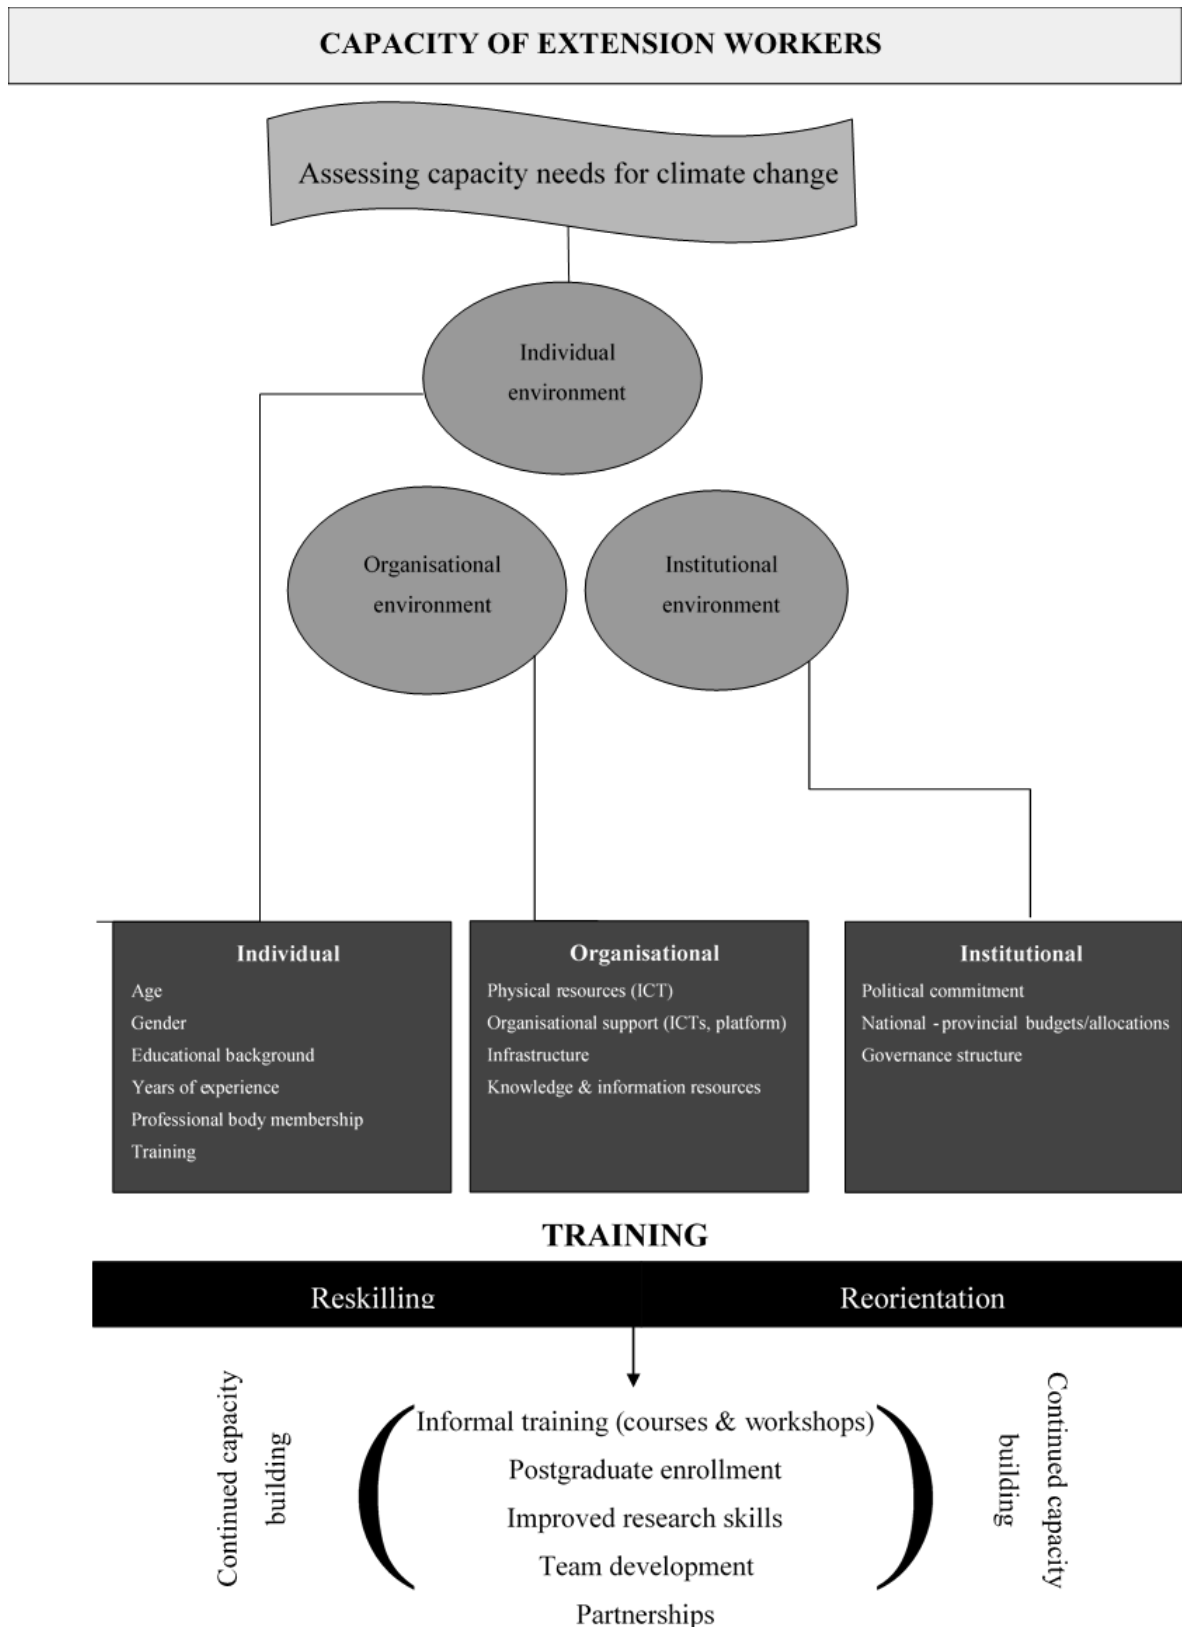 CAPACITY OF EXTENSION WORKERS
Assessing capacity needs for climate change
Individual
environment
Organisational
environment
Institutional
environment
Individual
Age
Gender
Educational background
Years of experience
Professional body membership
Training
Organisational
Physical resources (ICT)
Organisational support (ICTs, platform)
Infrastructure
Knowledge & information resources
Institutional
Political commitment
National - provincial budgets/allocations
Governance structure
TRAINING
Reskilling
Reorientation
Continued capacity
building
Informal training (courses & workshops)
Postgraduate enrollment
Improved research skills
Team development
Partnerships
Continued capacity
building